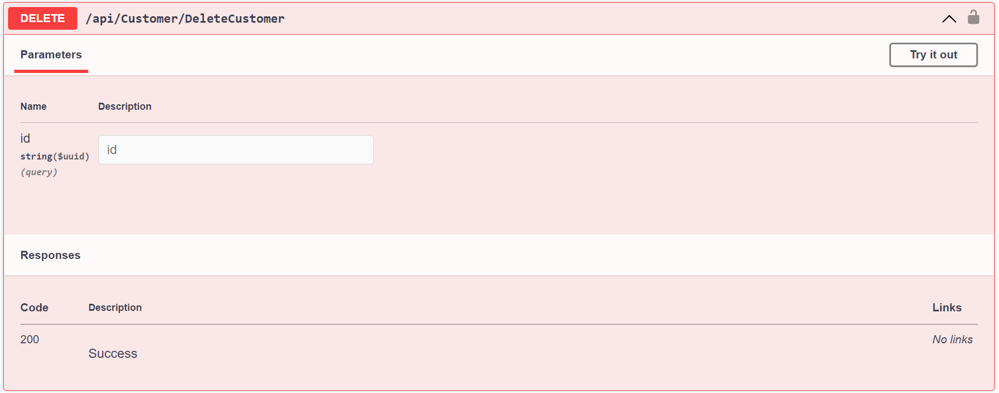 DELETE /api/Customer/DeleteCustomer
Parameters
Try it out
Name Description
id
id
string($uuid)
(query)
Responses
Code Description Links
200 No links
Success